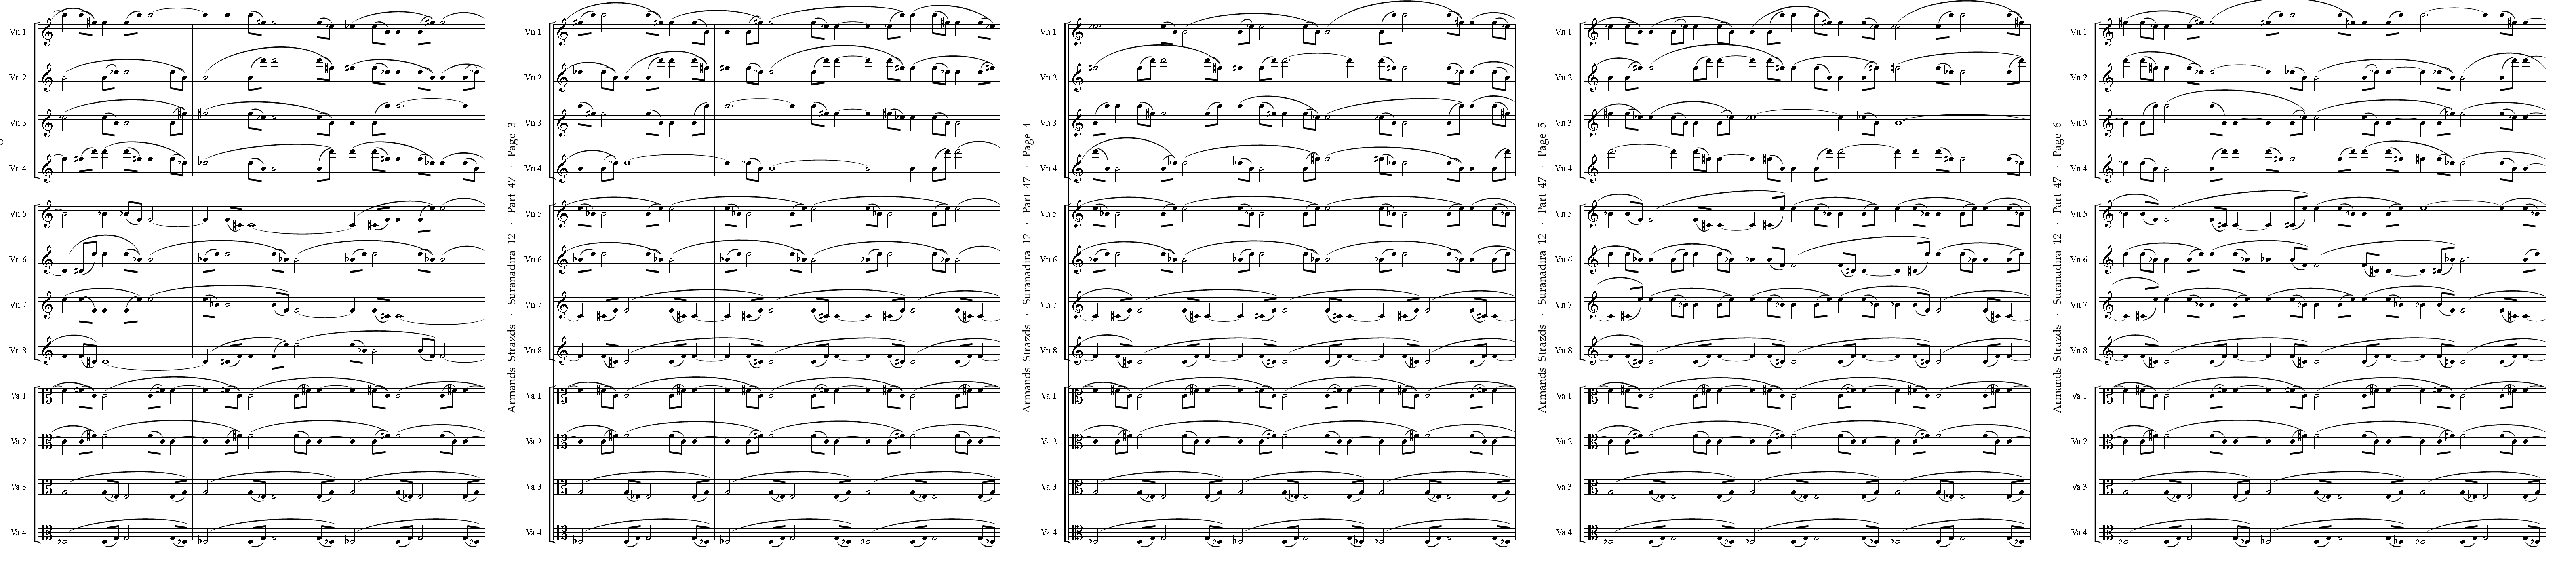 Vn 1
Vn 2
Vn 3
Vn 4
Vn 5
Vn 6
Vn 7
Vn 8
Va 1
Va 2
Va 3
Va 4
Armands Strazds · Suranadira 12 · Part 47 · Page 3
Vn 1
Vn 2
Vn 3
Vn 4
Vn 5
Vn 6
Vn 7
Vn 8
Va 1
Va 2
Va 3
Va 4
Armands Strazds · Suranadira 12 · Part 47 · Page 4
Vn 1
Vn 2
Vn 3
Vn 4
Vn 5
Vn 6
Vn 7
Vn 8
Va 1
Va 2
Va 3
Va 4
Armands Strazds · Suranadira 12 · Part 47 · Page 5
Vn 1
Vn 2
Vn 3
Vn 4
Vn 5
Vn 6
Vn 7
Vn 8
Va 1
Va 2
Va 3
Va 4
Armands Strazds · Suranadira 12 · Part 47 · Page 6
Vn 1
Vn 2
Vn 3
Vn 4
Vn 5
Vn 6
Vn 7
Vn 8
Va 1
Va 2
Va 3
Va 4